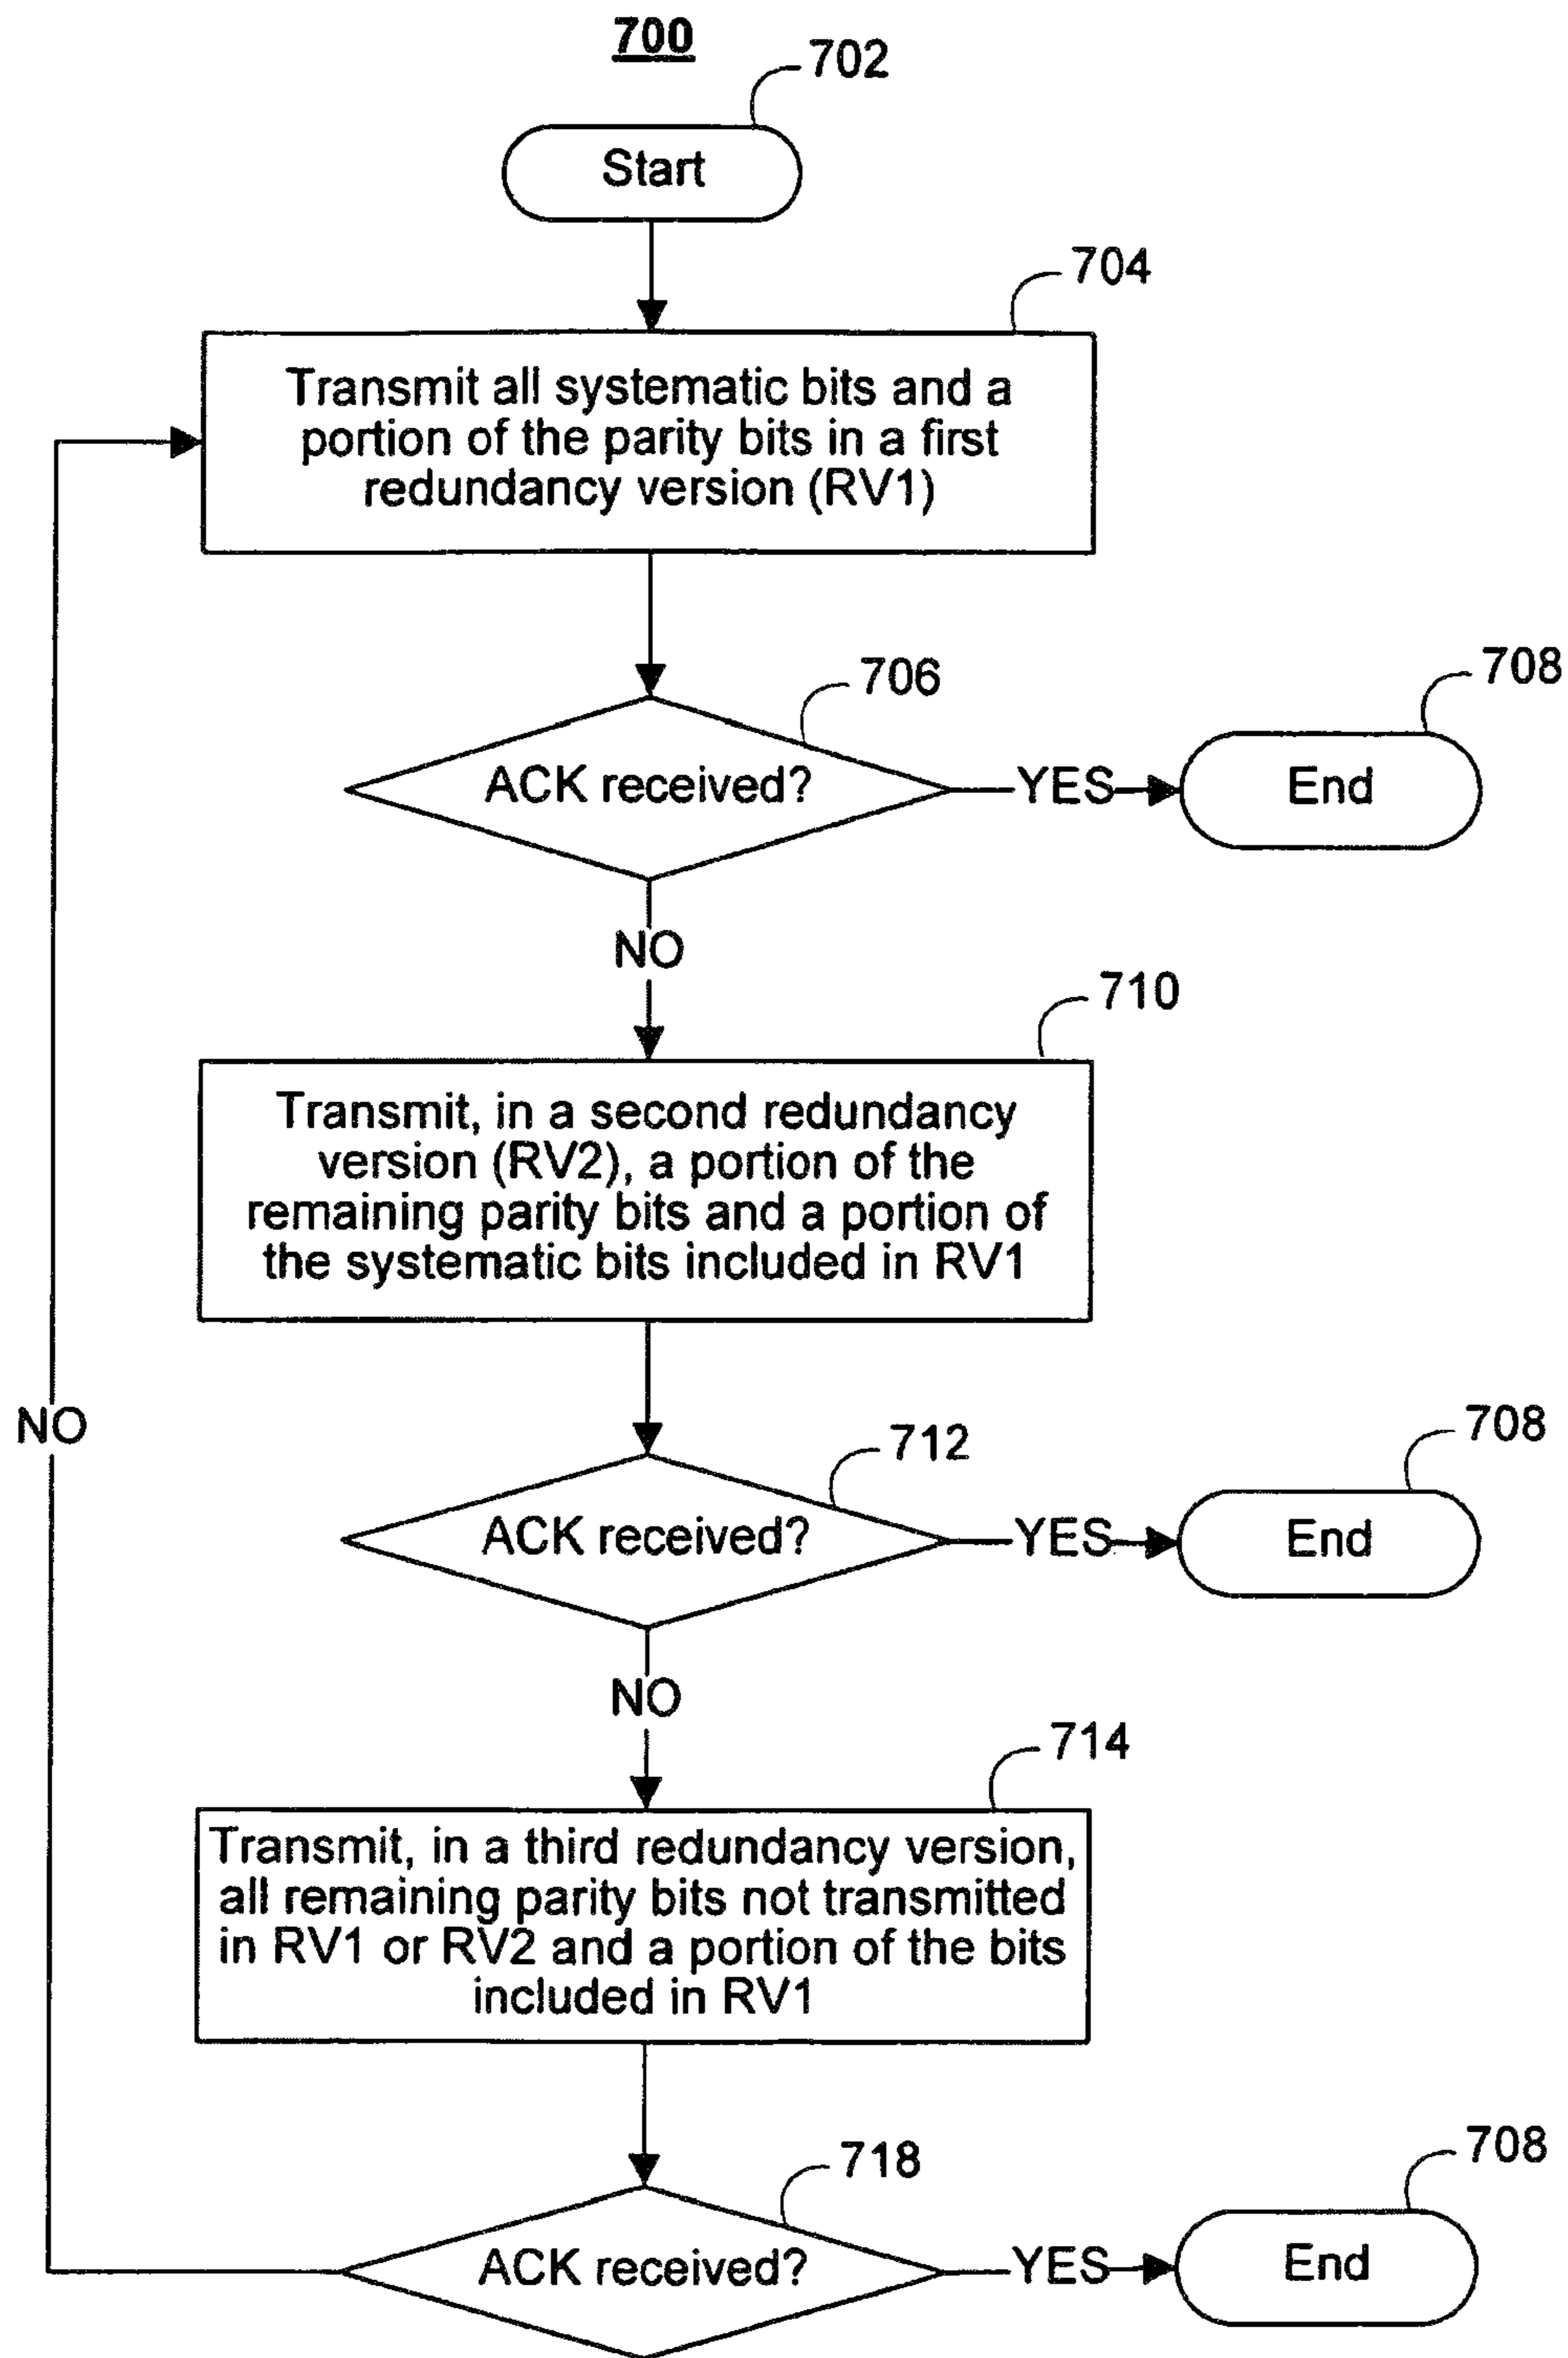 700
702
Start
704
Transmit all systematic bits and a
portion of the parity bits in a first
redundancy version (RV1)
706
708
ACK received?
YES
End
NO
710
Transmit, in a second redundancy
version (RV2), a portion of the
remaining parity bits and a portion of
the systematic bits included in RV1
NO
712
708
ACK received?
YES
End
NO
714
Transmit, in a third redundancy version,
all remaining parity bits not transmitted
in RV1 or RV2 and a portion of the bits
included in RV1
718
708
ACK received?
YES
End